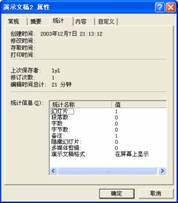 演示文稿2 属性
常规 摘要 统计 内容 自定义
创建时间: 2003年12月7日 21:13:12
修改时间:
存取时间:
打印时间:
上次保存者: lyl
修订次数: 1
编辑时间总计: 21 分钟
统计信息(S):
统计名称 值
幻灯片: 1
段落数: 0
字数: 0
字节数: 0
备注: 1
隐藏幻灯片: 0
多媒体剪辑: 0
演示文稿格式: 在屏幕上显示
确定 取消